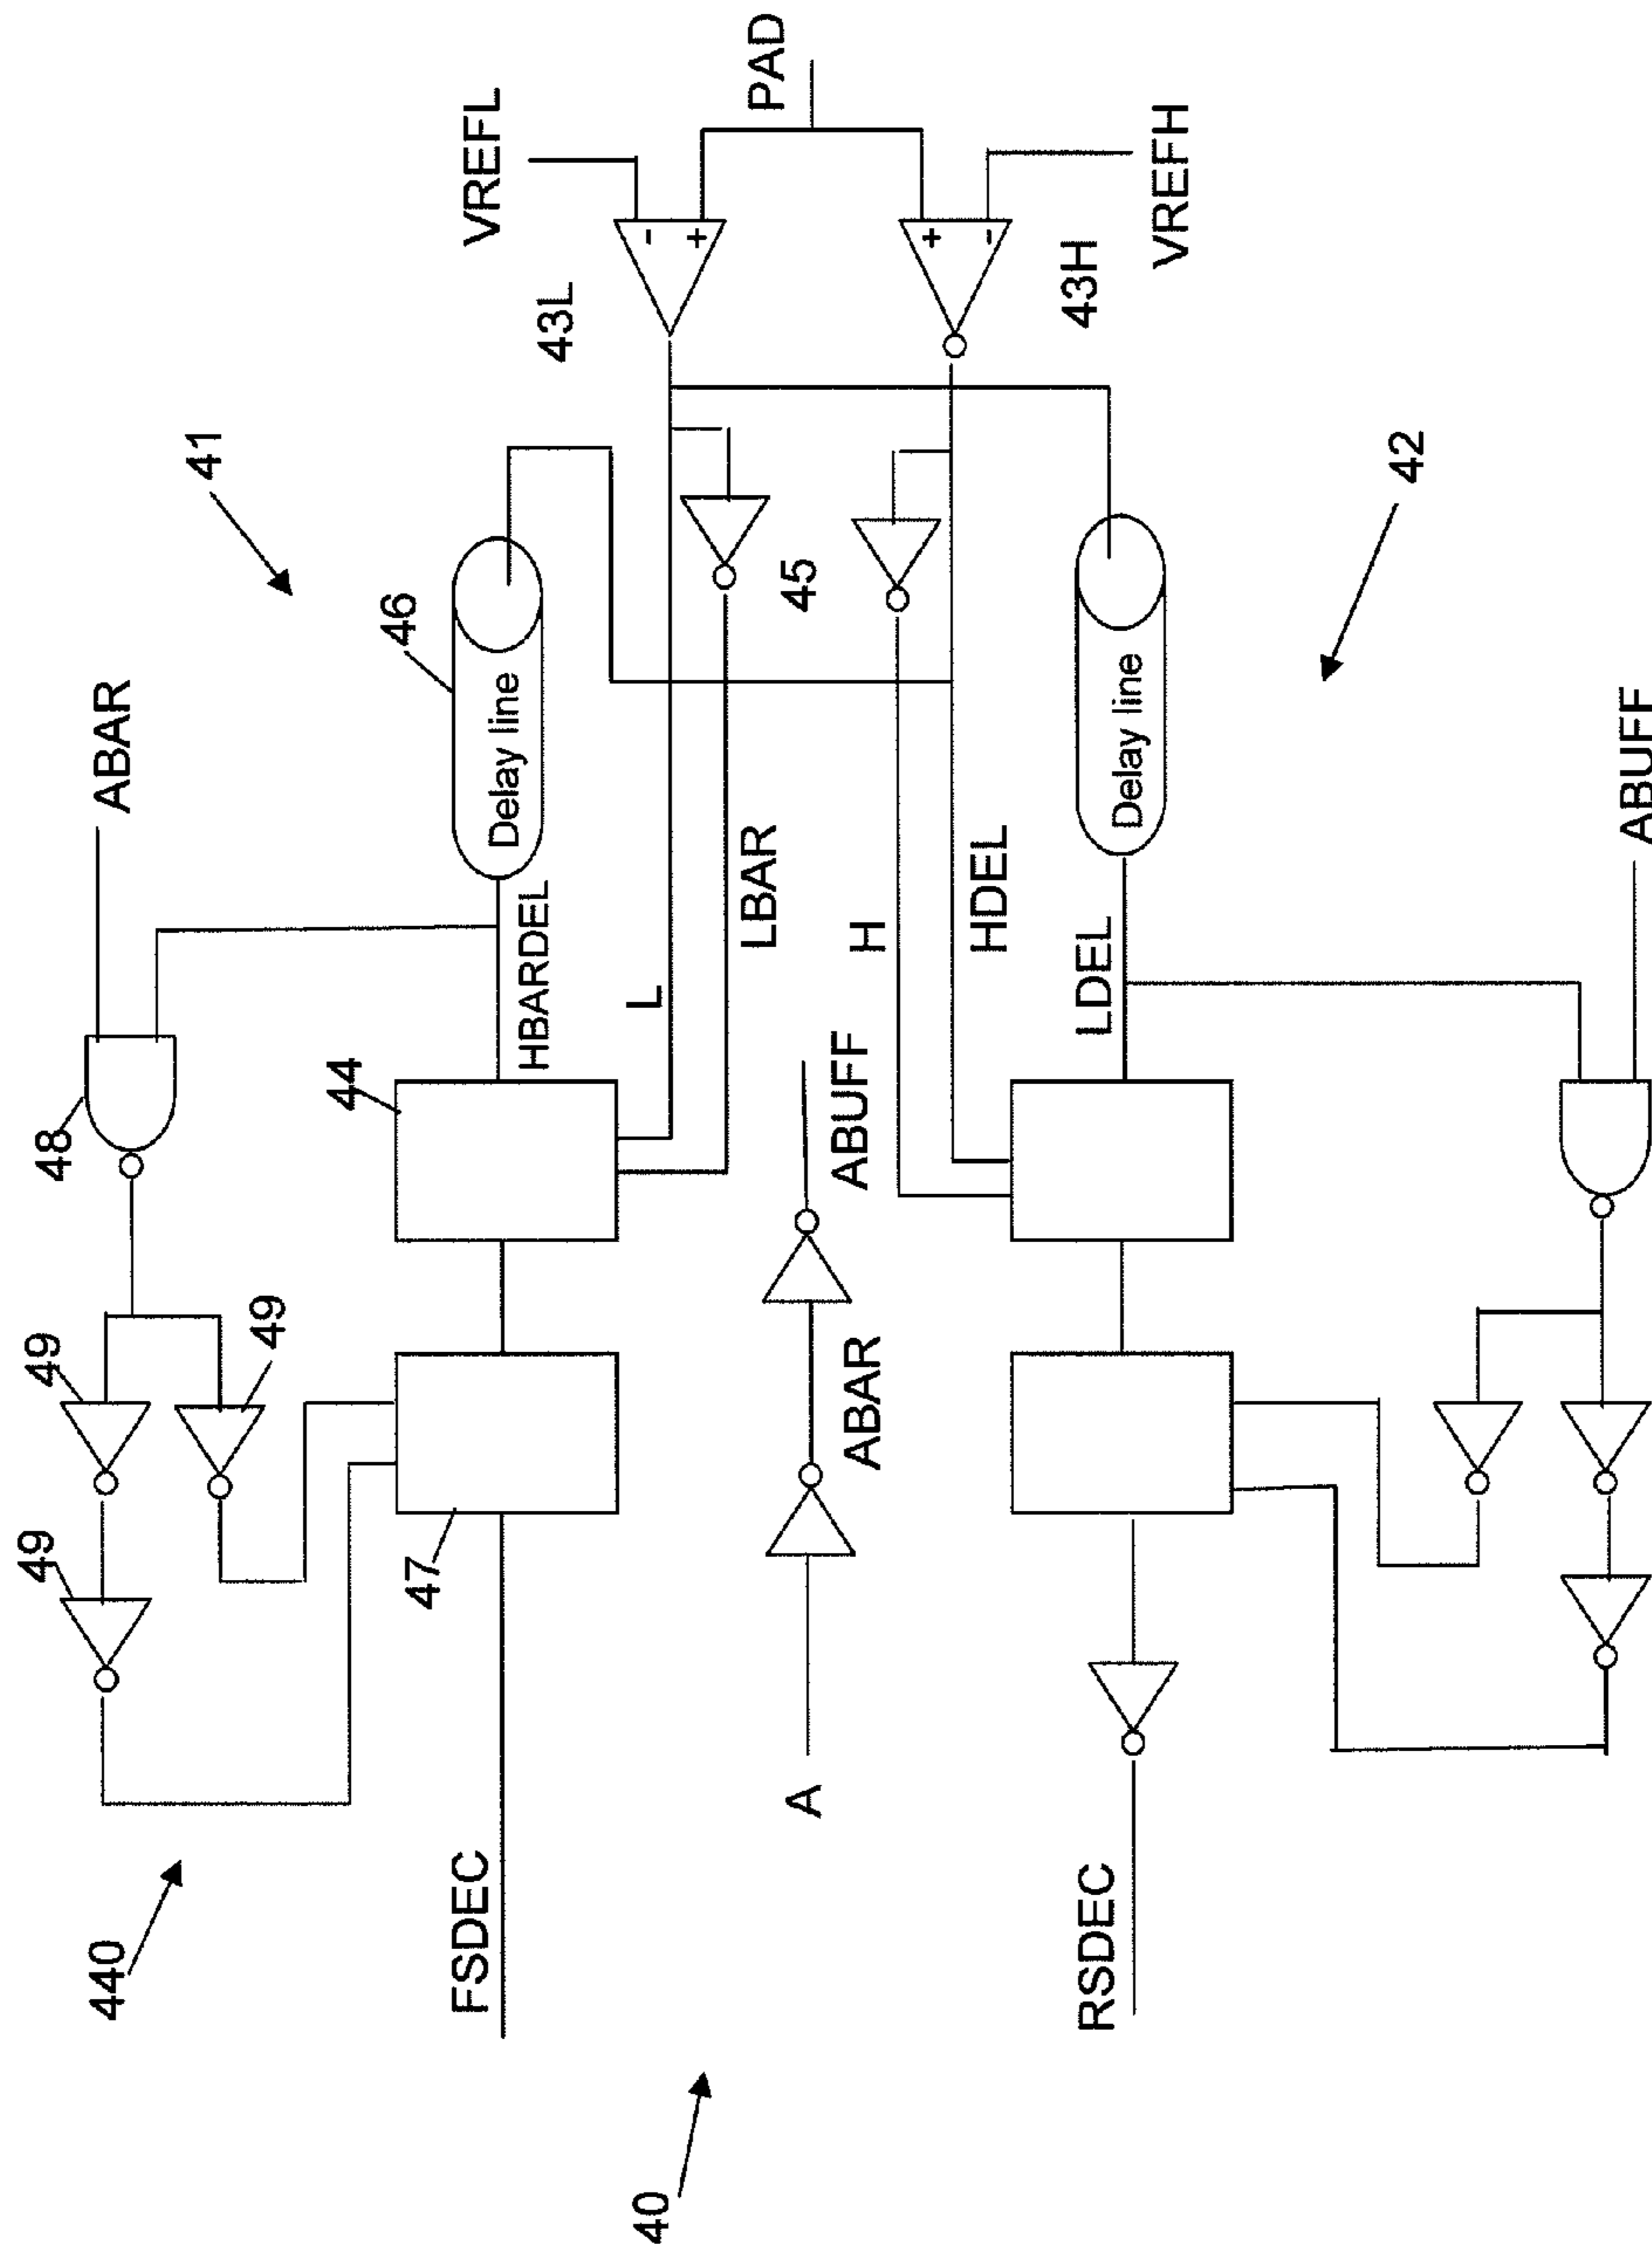 440
40
FSDEC
RSDEC
A
49
49
49
47
ABAR
48
44
ABUFF
HBARDEL
L
LBAR
H
HDEL
LDEL
ABAR
ABUFF
46
Delay line
Delay line
45
41
42
43L
43H
VREFL
VREFH
PAD